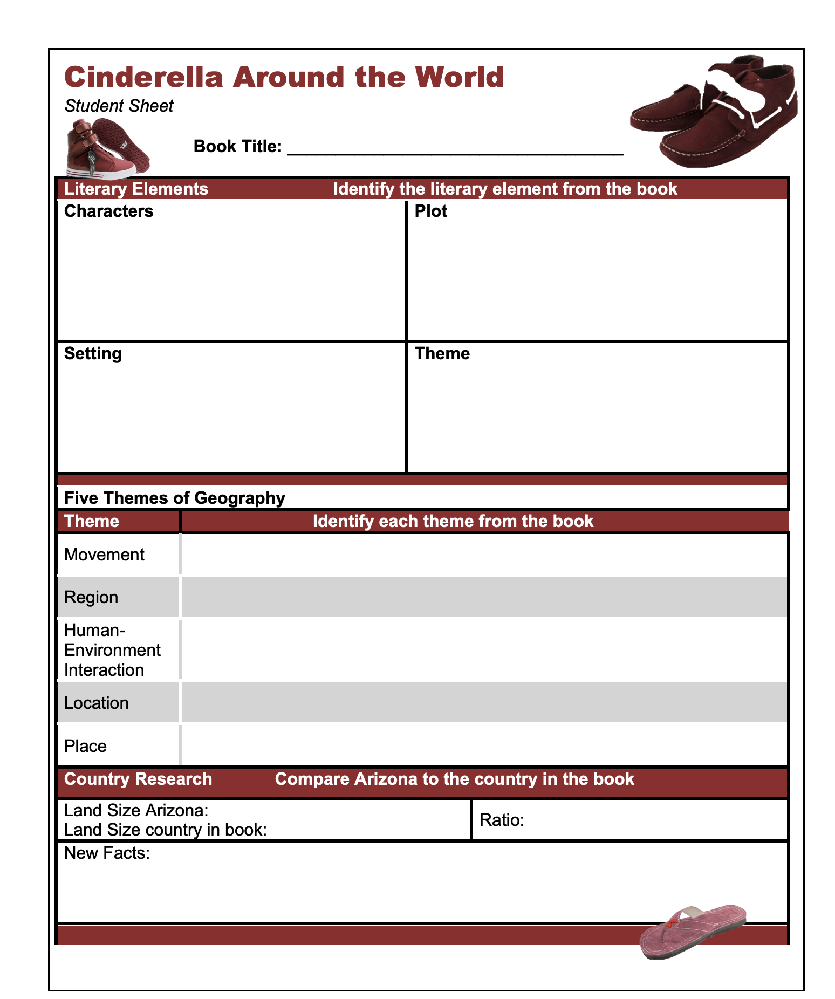 Cinderella Around the World
Student Sheet
Book Title: ___________________________________
Literary Elements Identify the literary element from the book
Characters
Plot
Setting
Theme
Five Themes of Geography
Theme Identify each theme from the book
Movement
Region
Human-
Environment
Interaction
Location
Place
Country Research Compare Arizona to the country in the book
Land Size Arizona:
Land Size country in book:
Ratio:
New Facts: